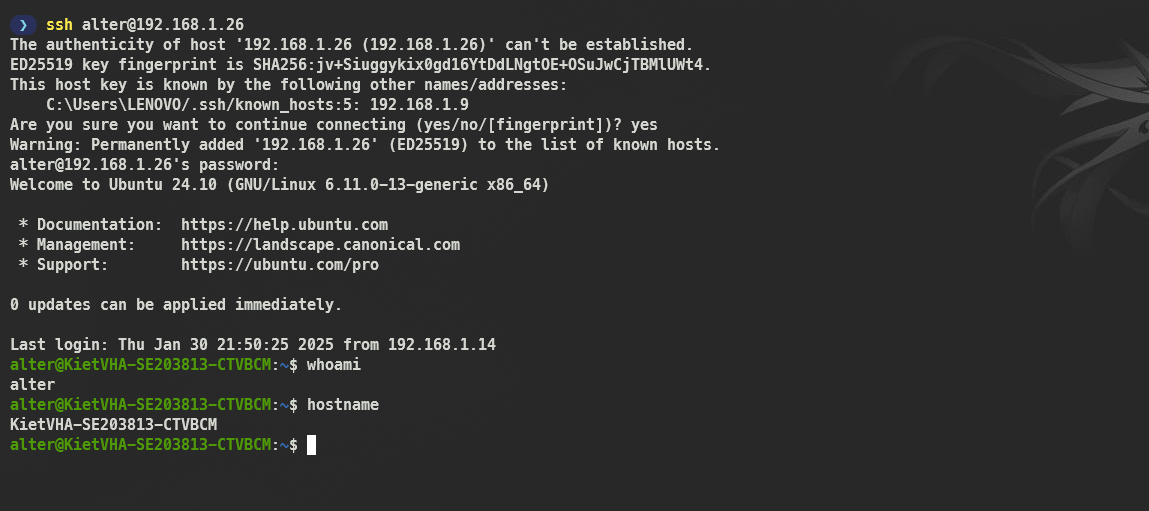 ❯ ssh alter@192.168.1.26
The authenticity of host '192.168.1.26 (192.168.1.26)' can't be established.
ED25519 key fingerprint is SHA256:jv+Siuggykix0gd16YtDdLNgtOE+OSuJwCjTBMlUWt4.
This host key is known by the following other names/addresses:
    C:\Users\LENOVO/.ssh/known_hosts:5: 192.168.1.9
Are you sure you want to continue connecting (yes/no/[fingerprint])? yes
Warning: Permanently added '192.168.1.26' (ED25519) to the list of known hosts.
alter@192.168.1.26's password:
Welcome to Ubuntu 24.10 (GNU/Linux 6.11.0-13-generic x86_64)

 * Documentation:  https://help.ubuntu.com
 * Management:     https://landscape.canonical.com
 * Support:        https://ubuntu.com/pro

0 updates can be applied immediately.

Last login: Thu Jan 30 21:50:25 2025 from 192.168.1.14
alter@KietVHA-SE203813-CTVBCM:~$ whoami
alter
alter@KietVHA-SE203813-CTVBCM:~$ hostname
KietVHA-SE203813-CTVBCM
alter@KietVHA-SE203813-CTVBCM:~$